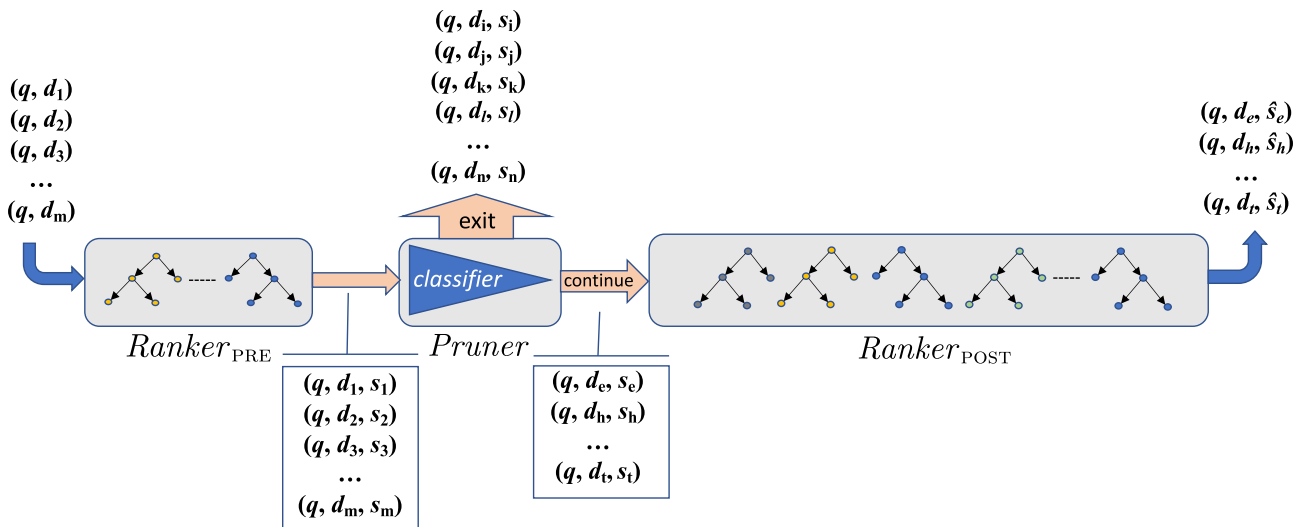 (q, d₁)
(q, d₂)
(q, d₃)
...
(q, dₘ)
(q, dᵢ, sᵢ)
(q, dⱼ, sⱼ)
(q, dₖ, sₖ)
(q, dₗ, sₗ)
...
(q, dₙ, sₙ)
exit
classifier
continue
Ranker_PRE
Pruner
Ranker_POST
(q, d₁, s₁)
(q, d₂, s₂)
(q, d₃, s₃)
...
(q, dₘ, sₘ)
(q, dₑ, sₑ)
(q, dₕ, sₕ)
...
(q, dₜ, sₜ)
(q, dₑ, ŝₑ)
(q, dₕ, ŝₕ)
...
(q, dₜ, ŝₜ)